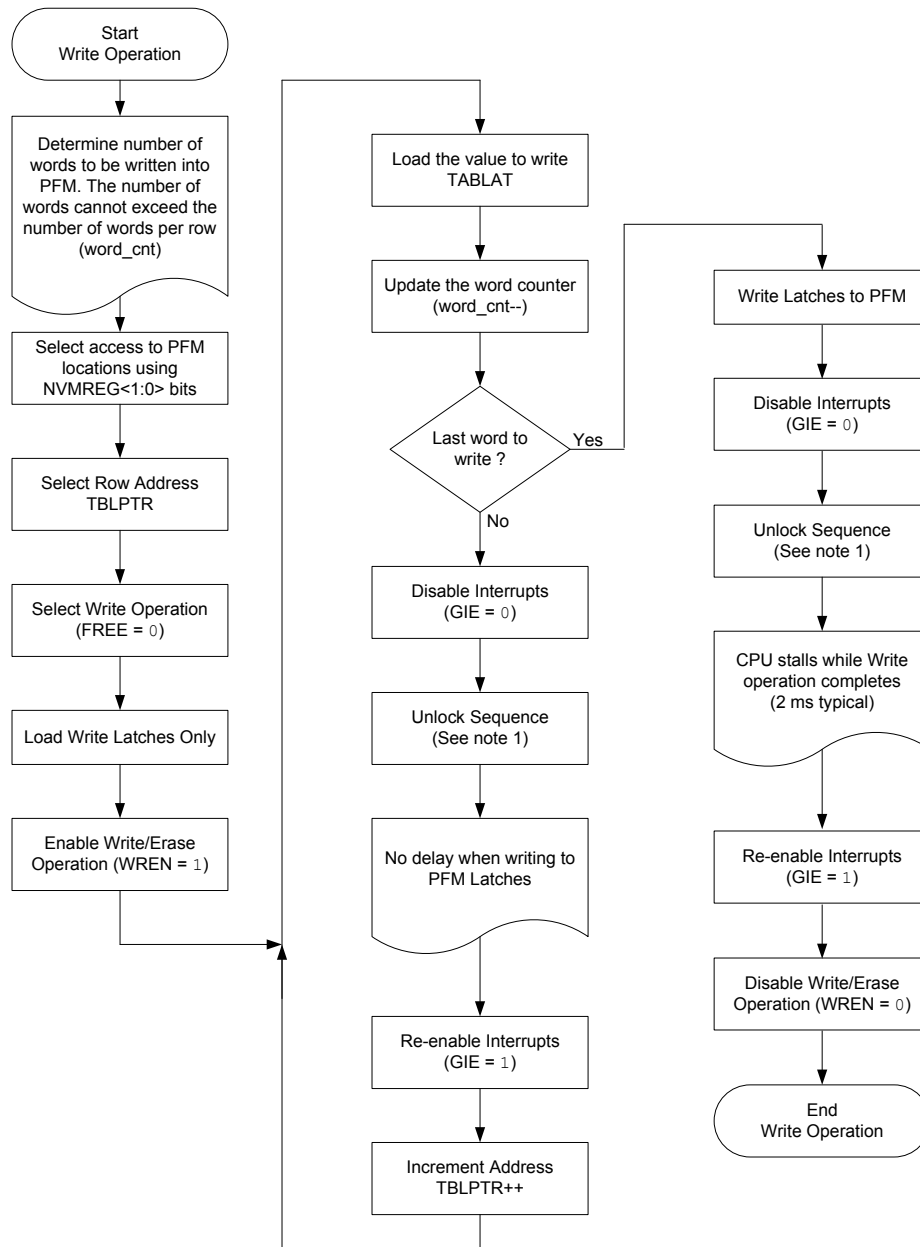 Start
Write Operation
Determine number of
words to be written into
PFM. The number of
words cannot exceed the
number of words per row
(word_cnt)
Select access to PFM
locations using
NVMREG<1:0> bits
Select Row Address
TBLPTR
Select Write Operation
(FREE = 0)
Load Write Latches Only
Enable Write/Erase
Operation (WREN = 1)
Load the value to write
TABLAT
Update the word counter
(word_cnt--)
Last word to
write ?
Yes
No
Disable Interrupts
(GIE = 0)
Unlock Sequence
(See note 1)
No delay when writing to
PFM Latches
Re-enable Interrupts
(GIE = 1)
Increment Address
TBLPTR++
Write Latches to PFM
Disable Interrupts
(GIE = 0)
Unlock Sequence
(See note 1)
CPU stalls while Write
operation completes
(2 ms typical)
Re-enable Interrupts
(GIE = 1)
Disable Write/Erase
Operation (WREN = 0)
End
Write Operation